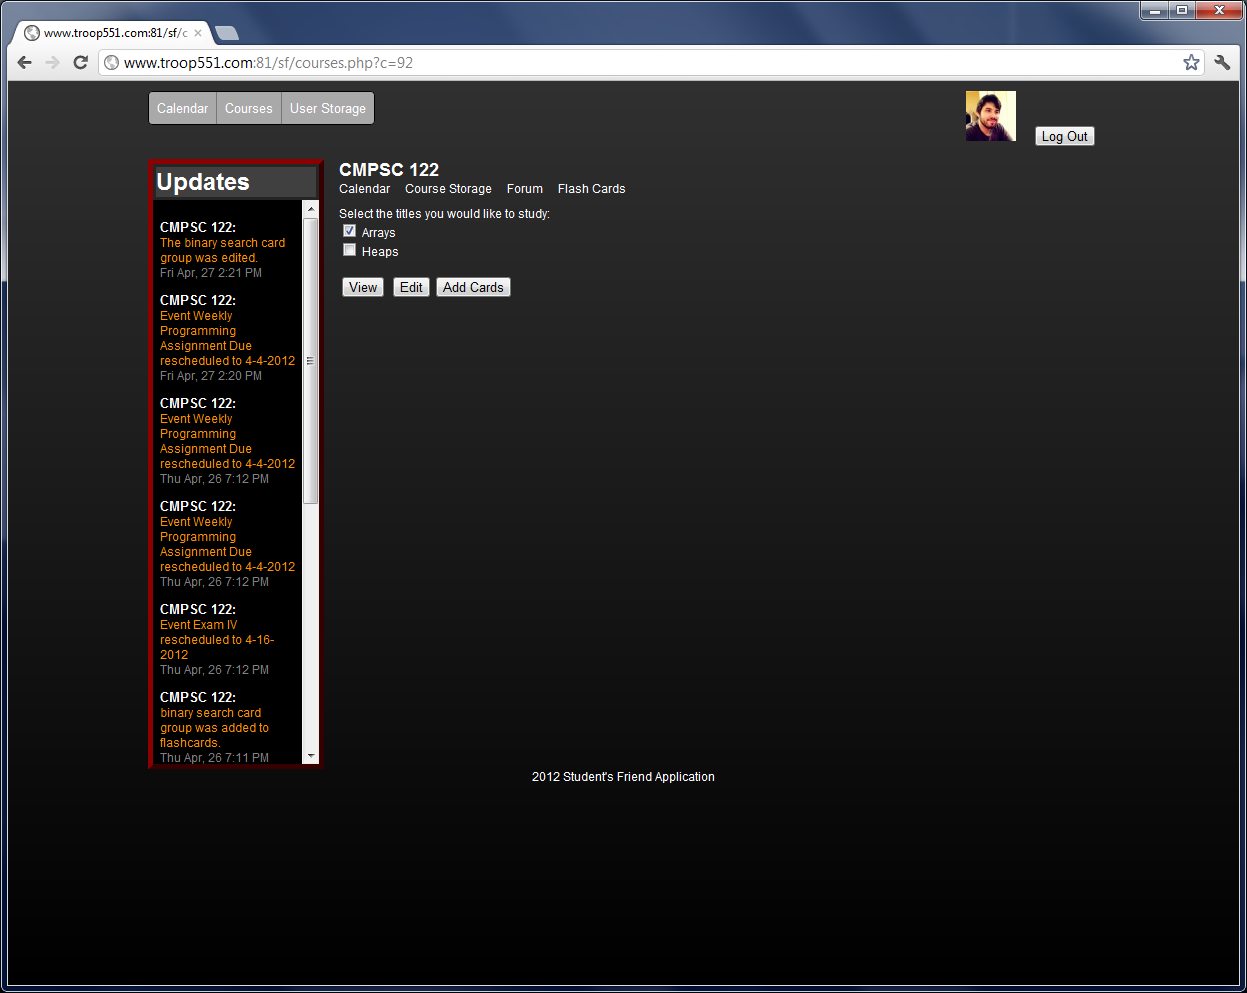 www.troop551.com:81/sf/c
www.troop551.com:81/sf/courses.php?c=92
Calendar Courses User Storage
Log Out
Updates
CMPSC 122:
The binary search card
group was edited.
Fri Apr, 27 2:21 PM
CMPSC 122:
Event Weekly
Programming
Assignment Due
rescheduled to 4-4-2012
Fri Apr, 27 2:20 PM
CMPSC 122:
Event Weekly
Programming
Assignment Due
rescheduled to 4-4-2012
Thu Apr, 26 7:12 PM
CMPSC 122:
Event Weekly
Programming
Assignment Due
rescheduled to 4-4-2012
Thu Apr, 26 7:12 PM
CMPSC 122:
Event Exam IV
rescheduled to 4-16-
2012
Thu Apr, 26 7:12 PM
CMPSC 122:
binary search card
group was added to
flashcards.
Thu Apr, 26 7:11 PM
CMPSC 122
Calendar Course Storage Forum Flash Cards
Select the titles you would like to study:
Arrays
Heaps
View Edit Add Cards
2012 Student's Friend Application